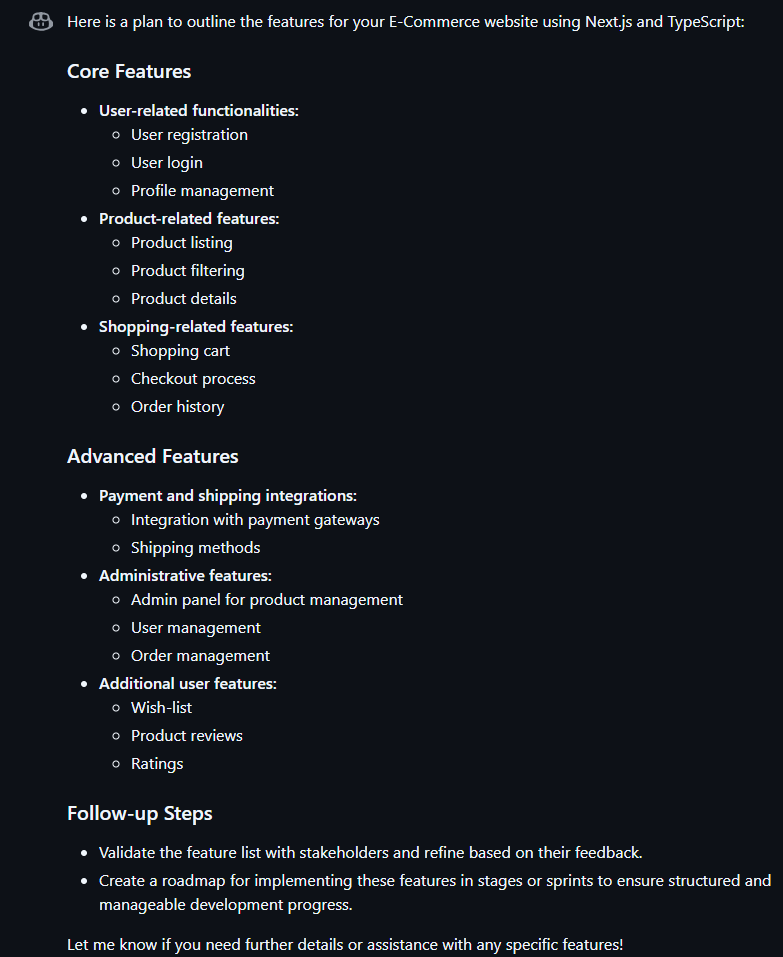 Here is a plan to outline the features for your E-Commerce website using Next.js and TypeScript:
Core Features
User-related functionalities:
User registration
User login
Profile management
Product-related features:
Product listing
Product filtering
Product details
Shopping-related features:
Shopping cart
Checkout process
Order history
Advanced Features
Payment and shipping integrations:
Integration with payment gateways
Shipping methods
Administrative features:
Admin panel for product management
User management
Order management
Additional user features:
Wish-list
Product reviews
Ratings
Follow-up Steps
Validate the feature list with stakeholders and refine based on their feedback.
Create a roadmap for implementing these features in stages or sprints to ensure structured and
manageable development progress.
Let me know if you need further details or assistance with any specific features!